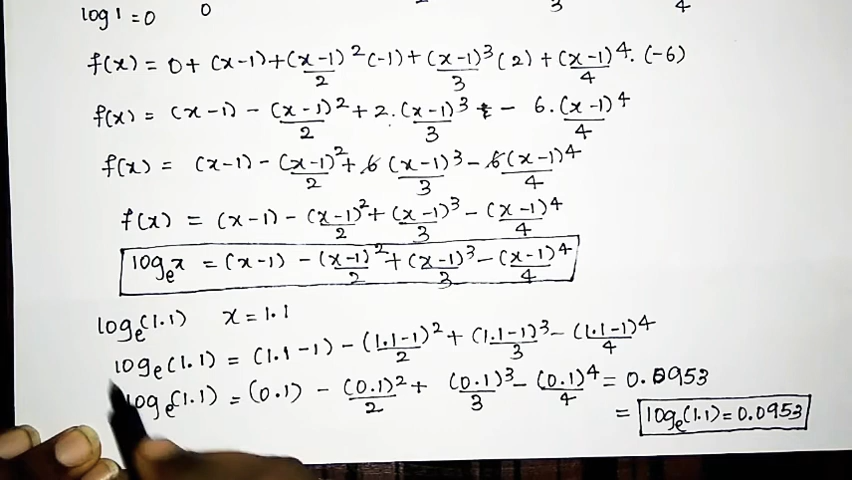 log 1 = 0 0 2 3 4
f(x) = 0 + (x-1) + (x-1)²/2 (-1) + (x-1)³/3 (2) + (x-1)⁴/4 . (-6)
f(x) = (x-1) - (x-1)²/2 + 2. (x-1)³/3 - 6. (x-1)⁴/4
f(x) = (x-1) - (x-1)²/2 + 6 (x-1)³/3 - 6 (x-1)⁴/4
f(x) = (x-1) - (x-1)²/2 + (x-1)³/3 - (x-1)⁴/4
logₑx = (x-1) - (x-1)²/2 + (x-1)³/3 - (x-1)⁴/4
logₑ(1.1) x = 1.1
logₑ(1.1) = (1.1-1) - (1.1-1)²/2 + (1.1-1)³/3 - (1.1-1)⁴/4
logₑ(1.1) = (0.1) - (0.1)²/2 + (0.1)³/3 - (0.1)⁴/4 = 0.0953
= logₑ(1.1) = 0.0953